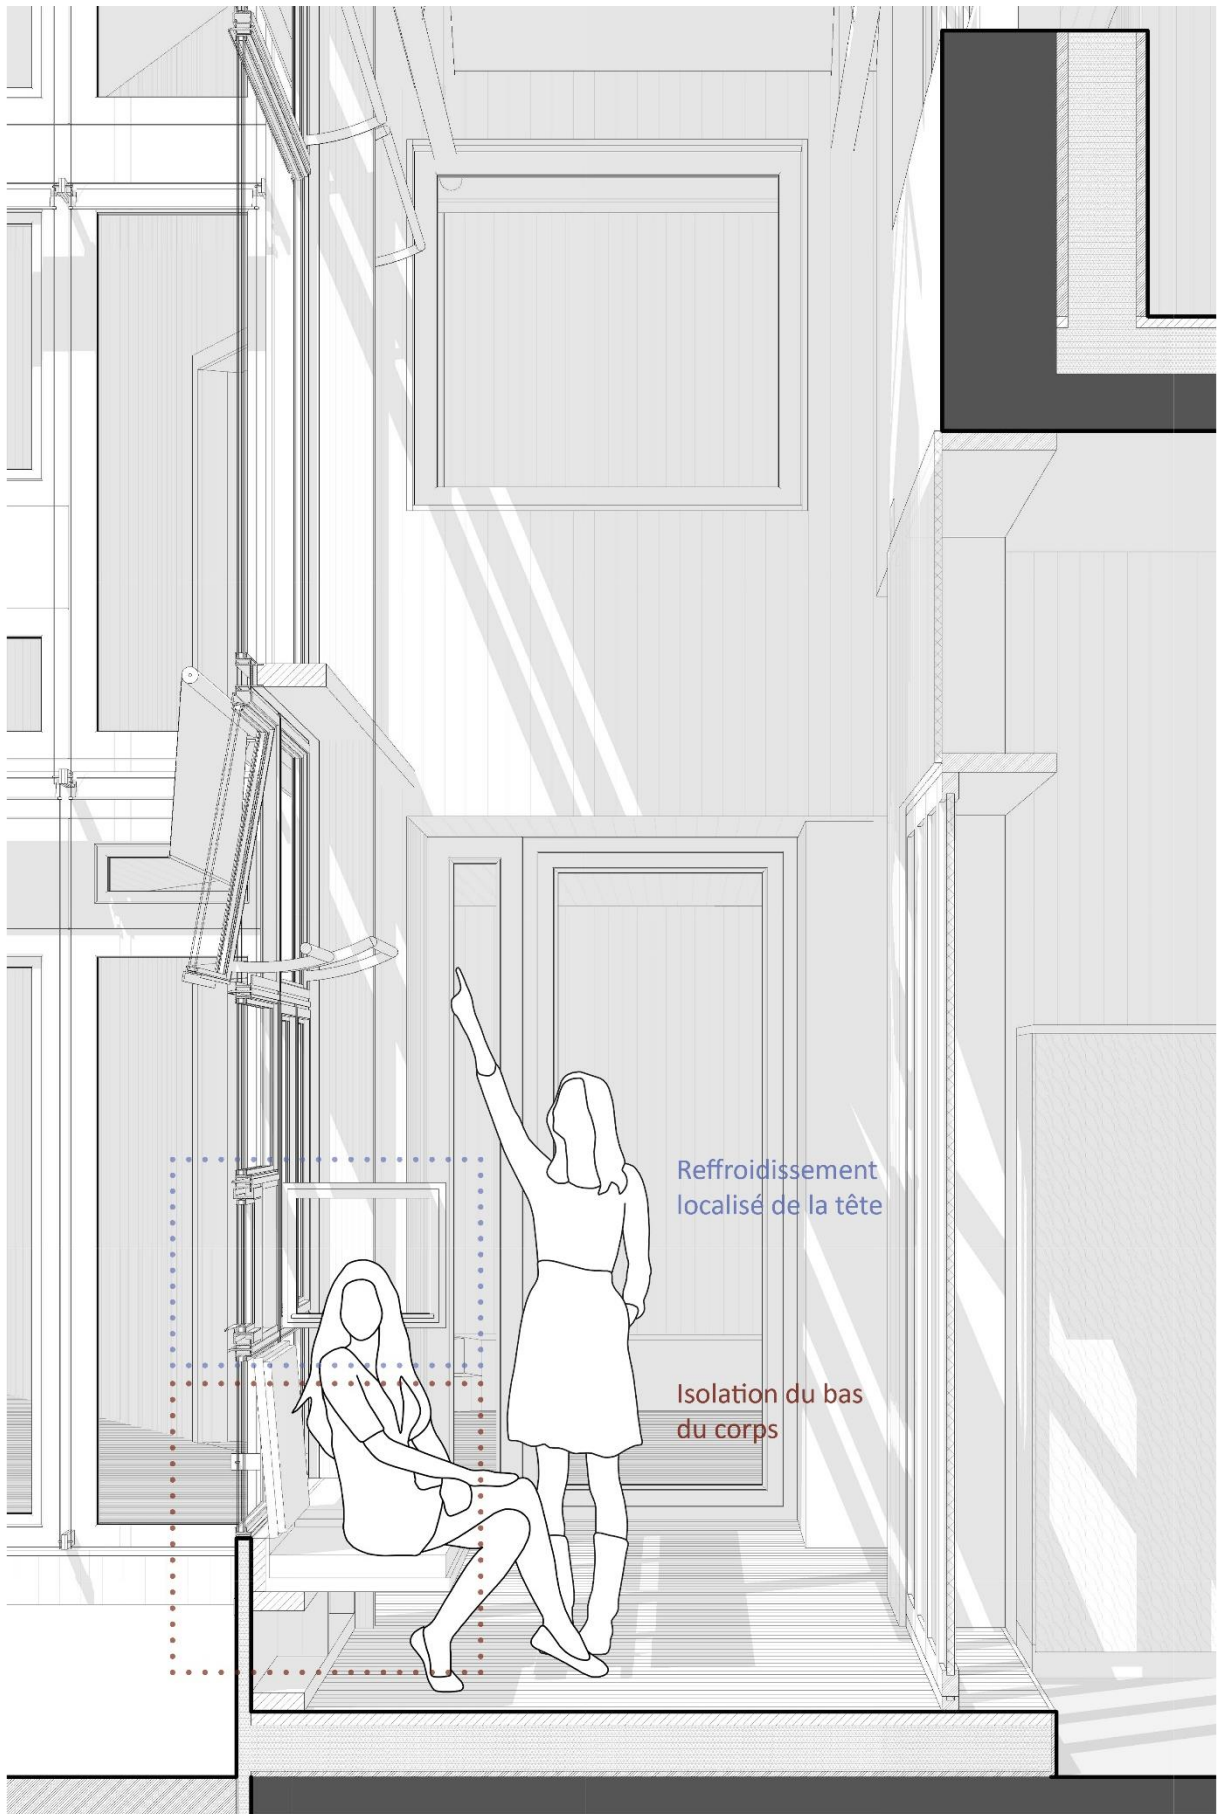 Reffroidissement
localisé de la tête
Isolation du bas
du corps